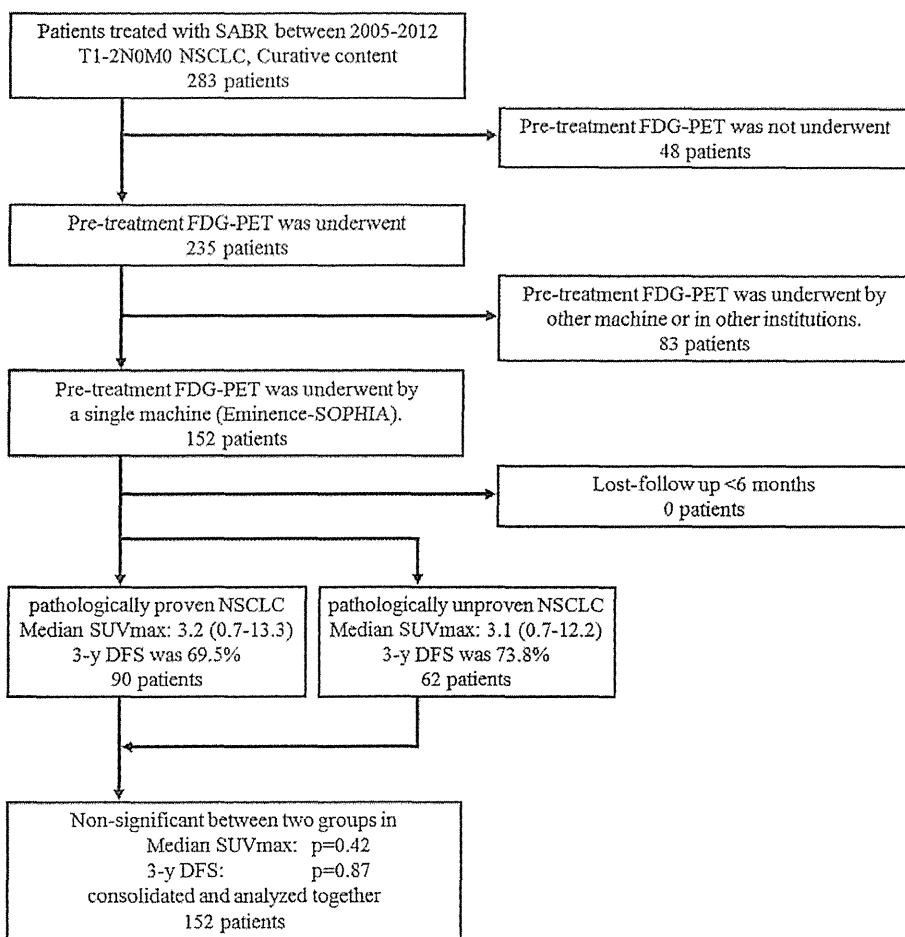 Patients treated with SABR between 2005-2012
T1-2N0M0 NSCLC, Curative content
283 patients
Pre-treatment FDG-PET was not underwent
48 patients
Pre-treatment FDG-PET was underwent
235 patients
Pre-treatment FDG-PET was underwent by
other machine or in other institutions.
83 patients
Pre-treatment FDG-PET was underwent by
a single machine (Eminence-SOPHIA).
152 patients
Lost-follow up <6 months
0 patients
pathologically proven NSCLC
Median SUVmax: 3.2 (0.7-13.3)
3-y DFS was 69.5%
90 patients
pathologically unproven NSCLC
Median SUVmax: 3.1 (0.7-12.2)
3-y DFS was 73.8%
62 patients
Non-significant between two groups in
Median SUVmax: p=0.42
3-y DFS: p=0.87
consolidated and analyzed together
152 patients